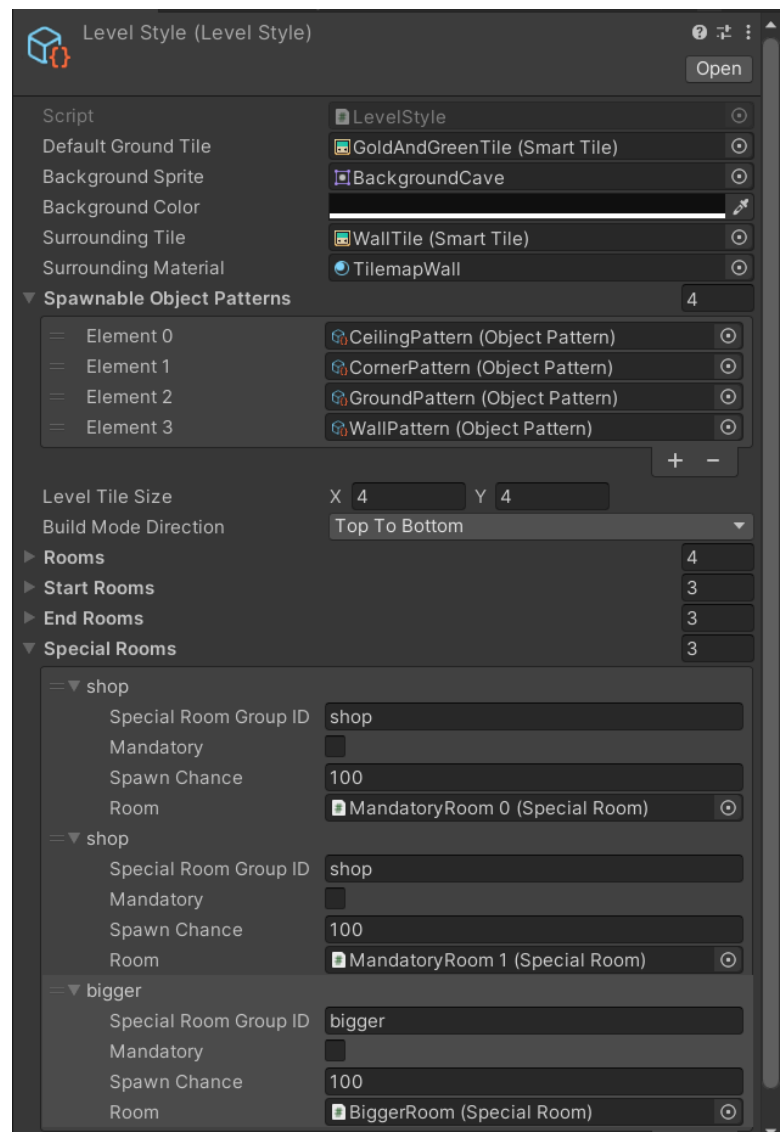 Level Style (Level Style)
Open
Script LevelStyle
Default Ground Tile GoldAndGreenTile (Smart Tile)
Background Sprite BackgroundCave
Background Color
Surrounding Tile WallTile (Smart Tile)
Surrounding Material TilemapWall
Spawnable Object Patterns 4
Element 0 CeilingPattern (Object Pattern)
Element 1 CornerPattern (Object Pattern)
Element 2 GroundPattern (Object Pattern)
Element 3 WallPattern (Object Pattern)
+ −
Level Tile Size X 4 Y 4
Build Mode Direction Top To Bottom
Rooms 4
Start Rooms 3
End Rooms 3
Special Rooms 3
shop
Special Room Group ID shop
Mandatory
Spawn Chance 100
Room MandatoryRoom 0 (Special Room)
shop
Special Room Group ID shop
Mandatory
Spawn Chance 100
Room MandatoryRoom 1 (Special Room)
bigger
Special Room Group ID bigger
Mandatory
Spawn Chance 100
Room BiggerRoom (Special Room)